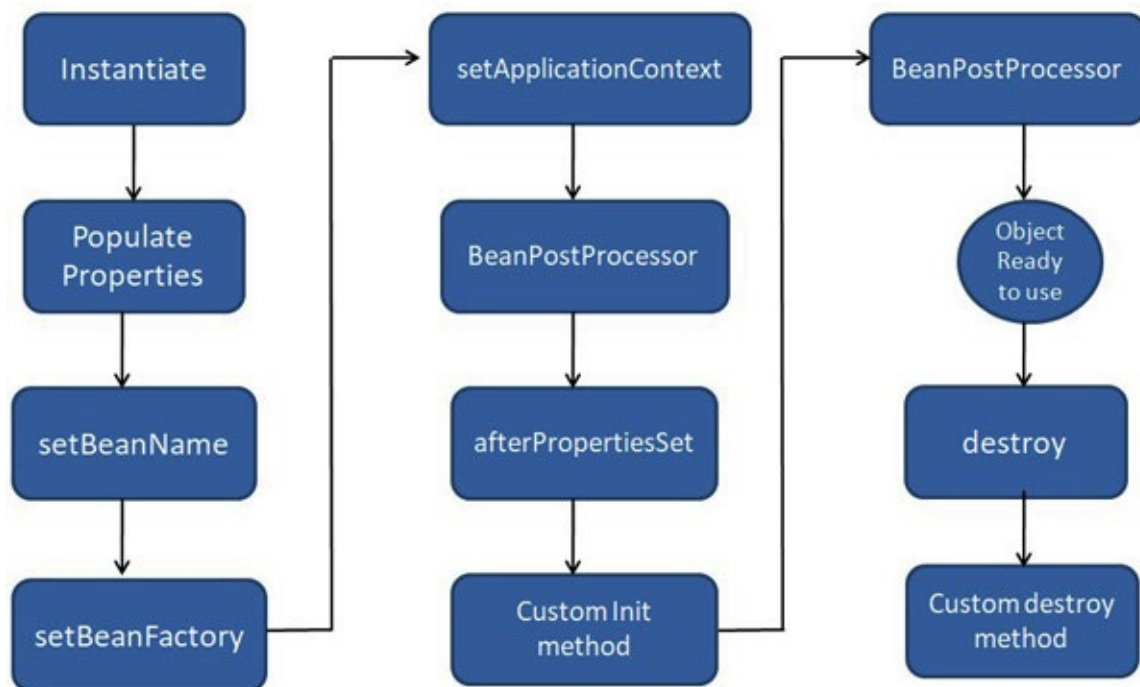 Instantiate
Populate
Properties
setBeanName
setBeanFactory
setApplicationContext
BeanPostProcessor
afterPropertiesSet
Custom Init
method
BeanPostProcessor
Object
Ready
to use
destroy
Custom destroy
method